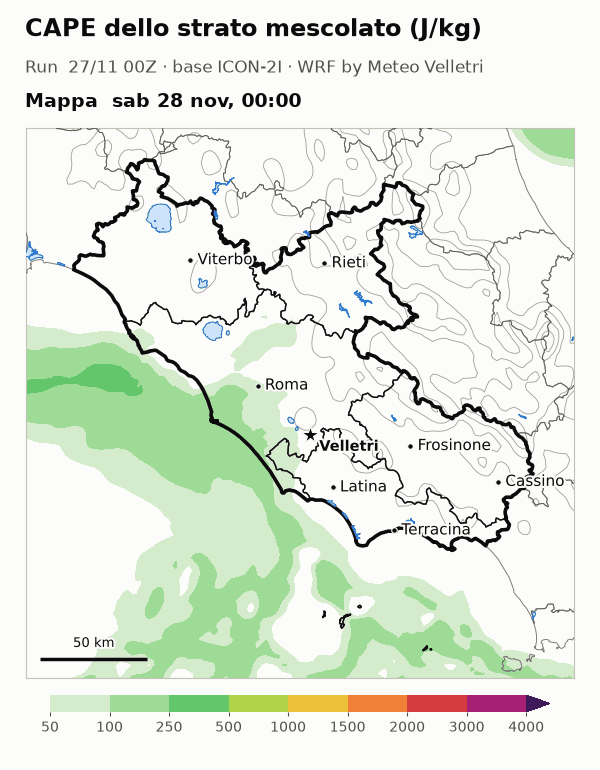 CAPE dello strato mescolato (J/kg)
Run  27/11 00Z · base ICON-2I · WRF by Meteo Velletri
Mappa  sab 28 nov, 00:00
Viterbo
Rieti
Roma
Velletri
Frosinone
Cassino
Latina
Terracina
50 km
50 100 250 500 1000 1500 2000 3000 4000